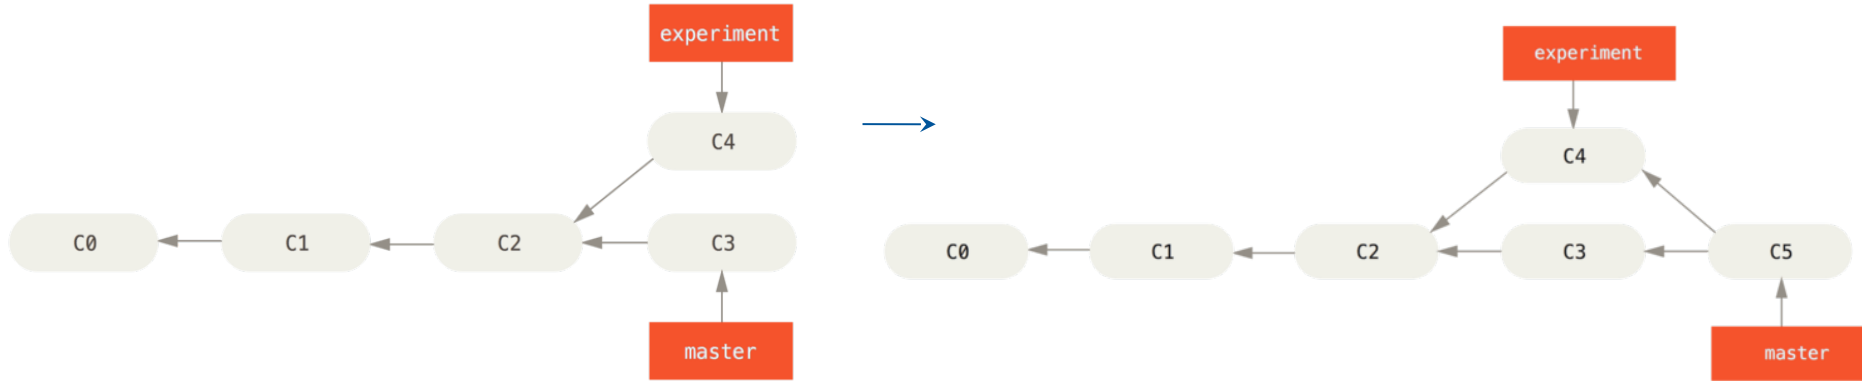 experiment
C4
C0
C1
C2
C3
master
experiment
C4
C0
C1
C2
C3
C5
master